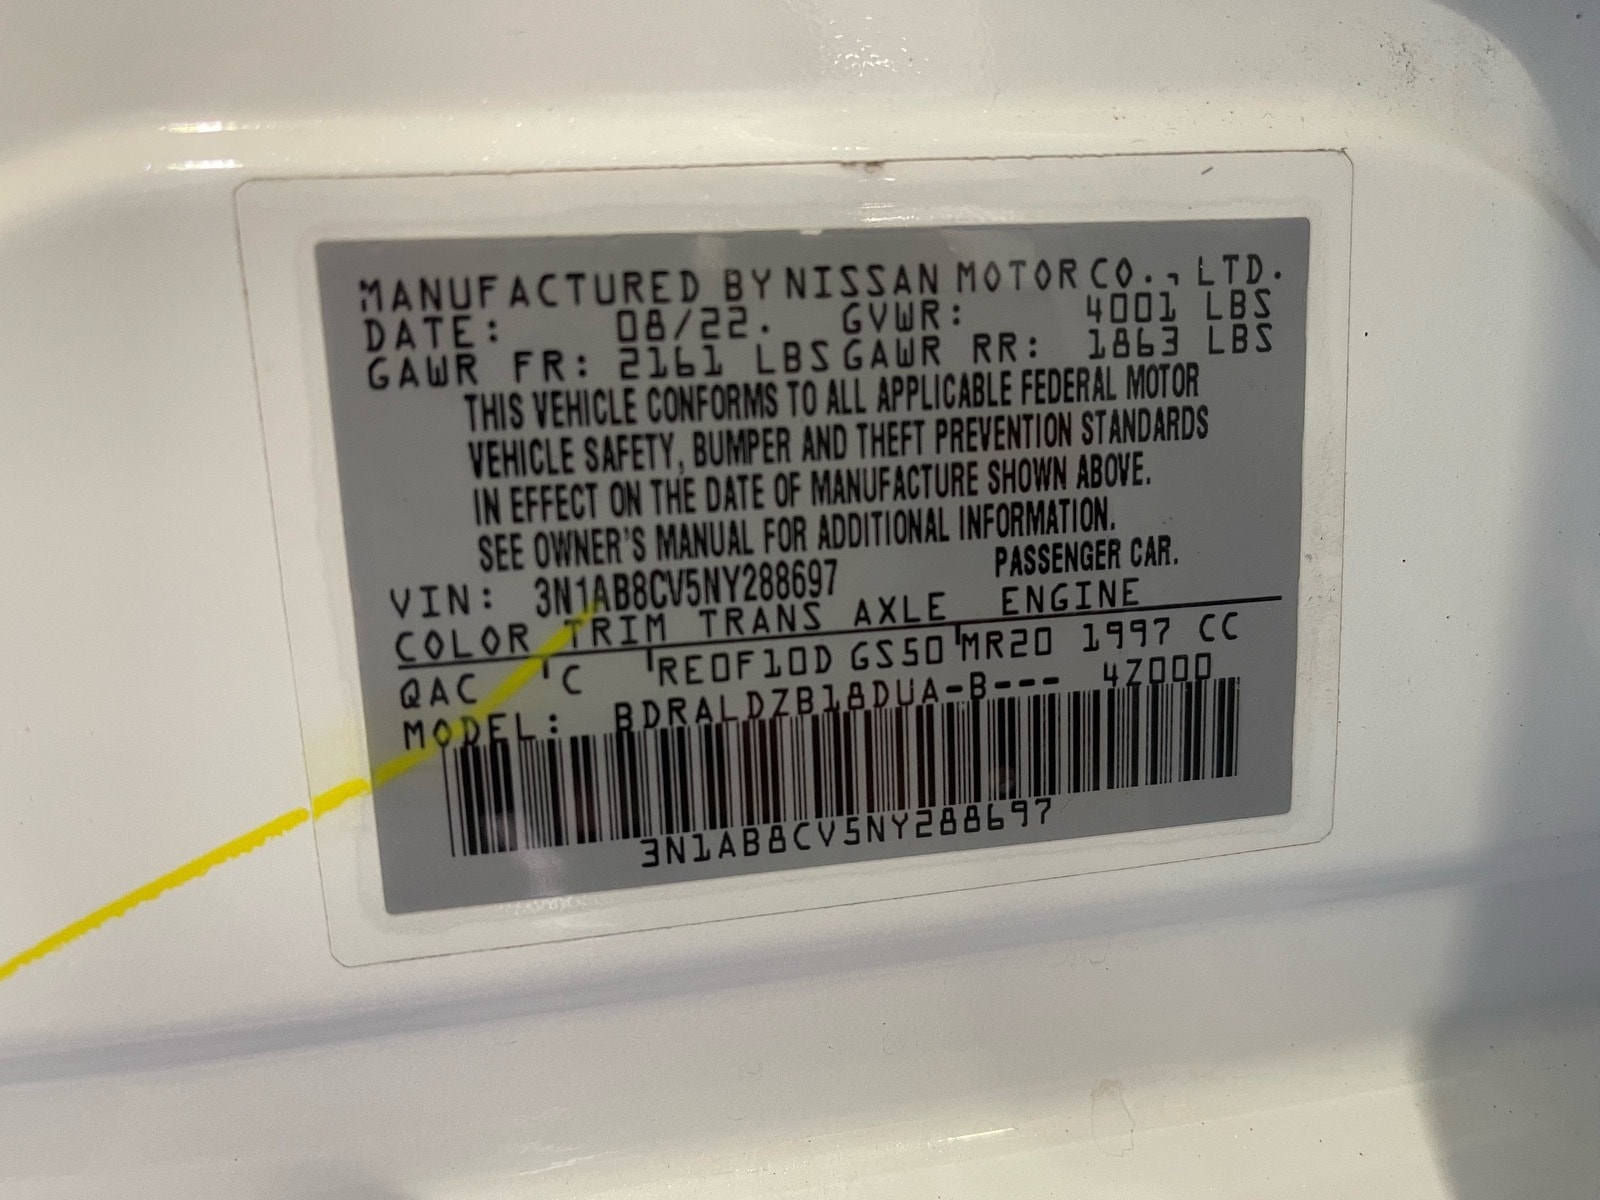 MANUFACTURED BY NISSAN MOTOR CO., LTD.
DATE: 08/22. GVWR: 4001 LBS
GAWR FR: 2161 LBS GAWR RR: 1863 LBS
THIS VEHICLE CONFORMS TO ALL APPLICABLE FEDERAL MOTOR
VEHICLE SAFETY, BUMPER AND THEFT PREVENTION STANDARDS
IN EFFECT ON THE DATE OF MANUFACTURE SHOWN ABOVE.
SEE OWNER'S MANUAL FOR ADDITIONAL INFORMATION.
VIN: 3N1AB8CV5NY288697 PASSENGER CAR.
COLOR TRIM TRANS AXLE ENGINE
QAC C RE0F10D GS50 MR20 1997 CC
MODEL: BDRALDZB18DUA-B--- 4Z000
3N1AB8CV5NY288697